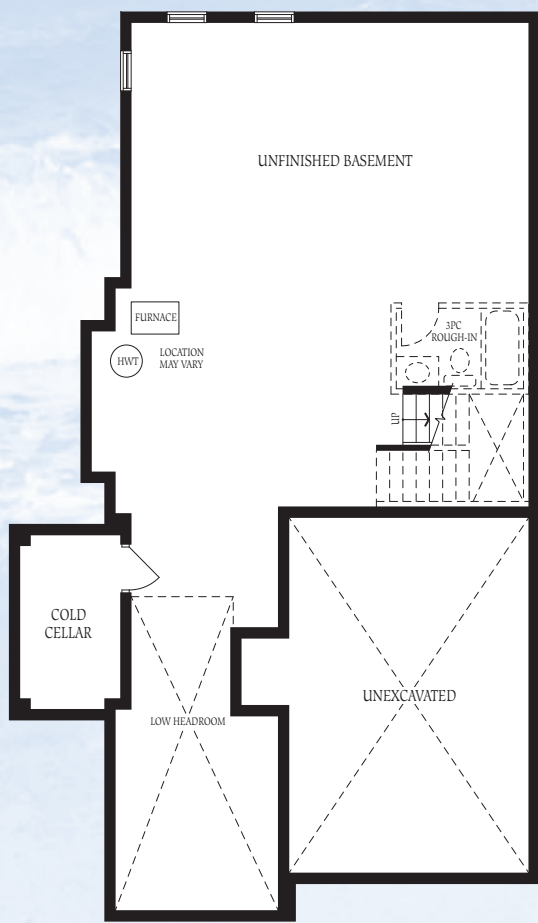 UNFINISHED BASEMENT
FURNACE
3PC
ROUGH-IN
HWT
LOCATION
MAY VARY
UP
COLD
CELLAR
UNEXCAVATED
LOW HEADROOM